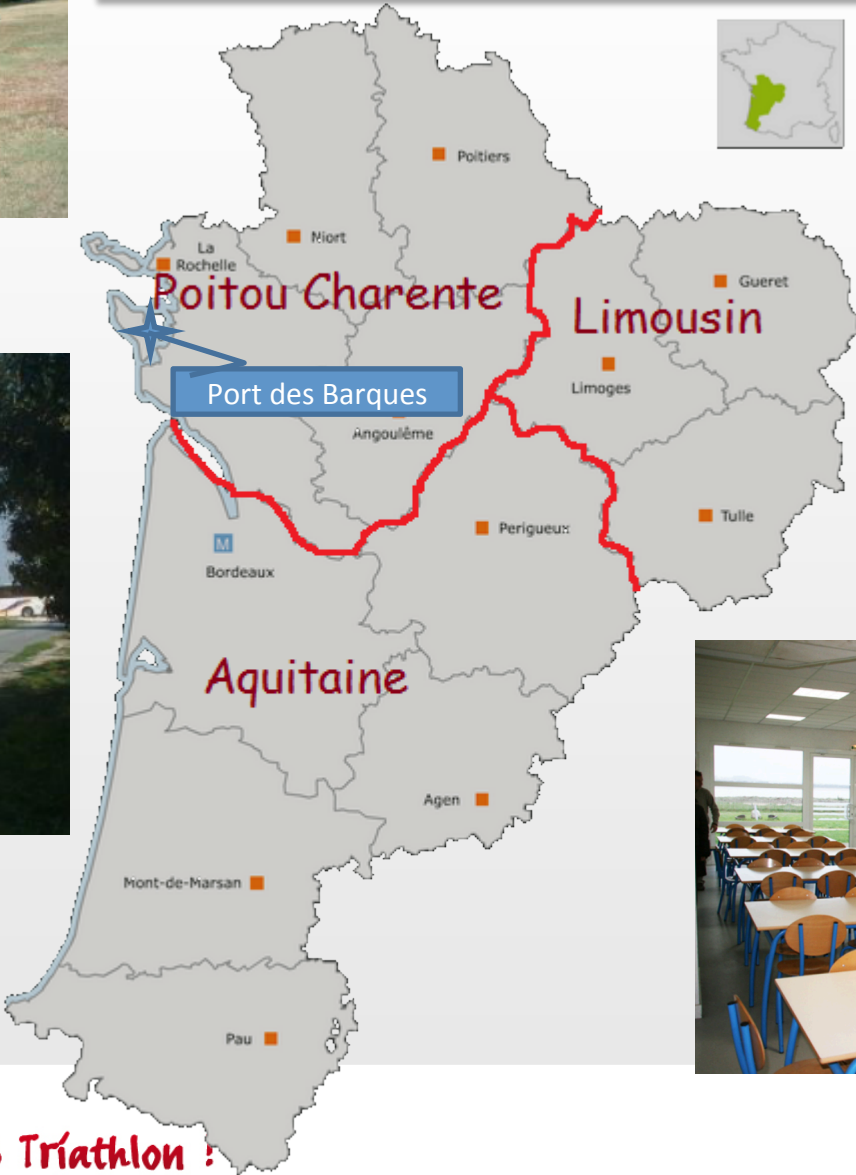 Poitiers
Niort
La
Rochelle
Gueret
Poitou Charente
Limousin
Limoges
Port des Barques
Angoulême
Tulle
Perigueux
M
Bordeaux
Aquitaine
Agen
Mont-de-Marsan
Pau
Triathlon !